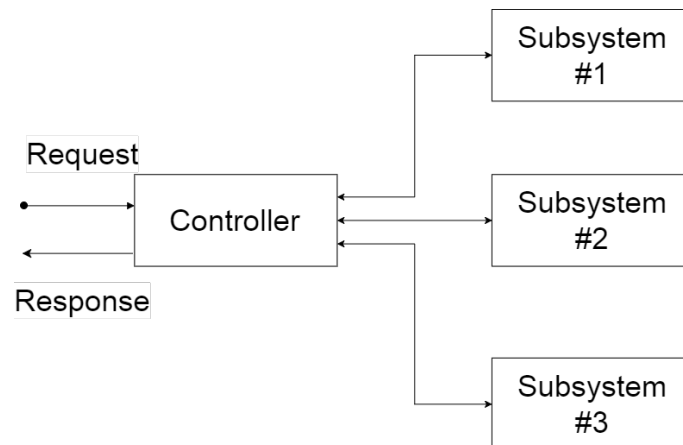 Subsystem
#1
Request
Controller
Subsystem
#2
Response
Subsystem
#3